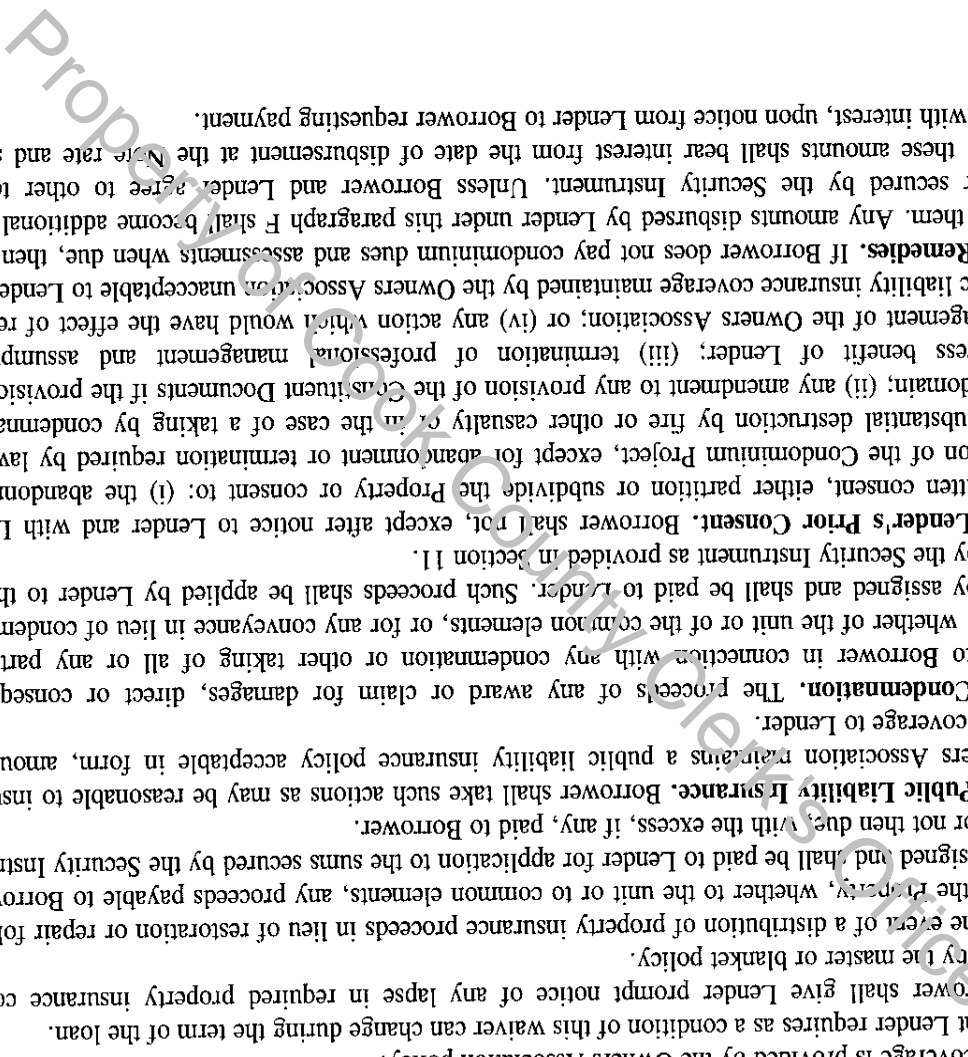 coverage is provided by the Owners Association policy.
t Lender requires as a condition of this waiver can change during the term of the loan.
rower shall give Lender prompt notice of any lapse in required property insurance co
by the master or blanket policy.
ne event of a distribution of property insurance proceeds in lieu of restoration or repair fol
the Property, whether to the unit or to common elements, any proceeds payable to Borrow
signed and shall be paid to Lender for application to the sums secured by the Security Instr
or not then due, with the excess, if any, paid to Borrower.
Public Liability Insurance. Borrower shall take such actions as may be reasonable to insu
ers Association maintains a public liability insurance policy acceptable in form, amou
coverage to Lender.
Condemnation. The proceeds of any award or claim for damages, direct or conseq
to Borrower in connection with any condemnation or other taking of all or any part
whether of the unit or of the common elements, or for any conveyance in lieu of condem
by assigned and shall be paid to Lender. Such proceeds shall be applied by Lender to th
by the Security Instrument as provided in Section 11.
Lender's Prior Consent. Borrower shall not, except after notice to Lender and with L
tten consent, either partition or subdivide the Property or consent to: (i) the abandonm
on of the Condominium Project, except for abandonment or termination required by law
ubstantial destruction by fire or other casualty or in the case of a taking by condemna
domain; (ii) any amendment to any provision of the Constituent Documents if the provisio
ess benefit of Lender; (iii) termination of professional management and assump
agement of the Owners Association; or (iv) any action which would have the effect of re
c liability insurance coverage maintained by the Owners Association unacceptable to Lende
Remedies. If Borrower does not pay condominium dues and assessments when due, then
them. Any amounts disbursed by Lender under this paragraph F shall become additional
r secured by the Security Instrument. Unless Borrower and Lender agree to other te
these amounts shall bear interest from the date of disbursement at the Note rate and s
with interest, upon notice from Lender to Borrower requesting payment.
Property of Cook County Clerk's Office